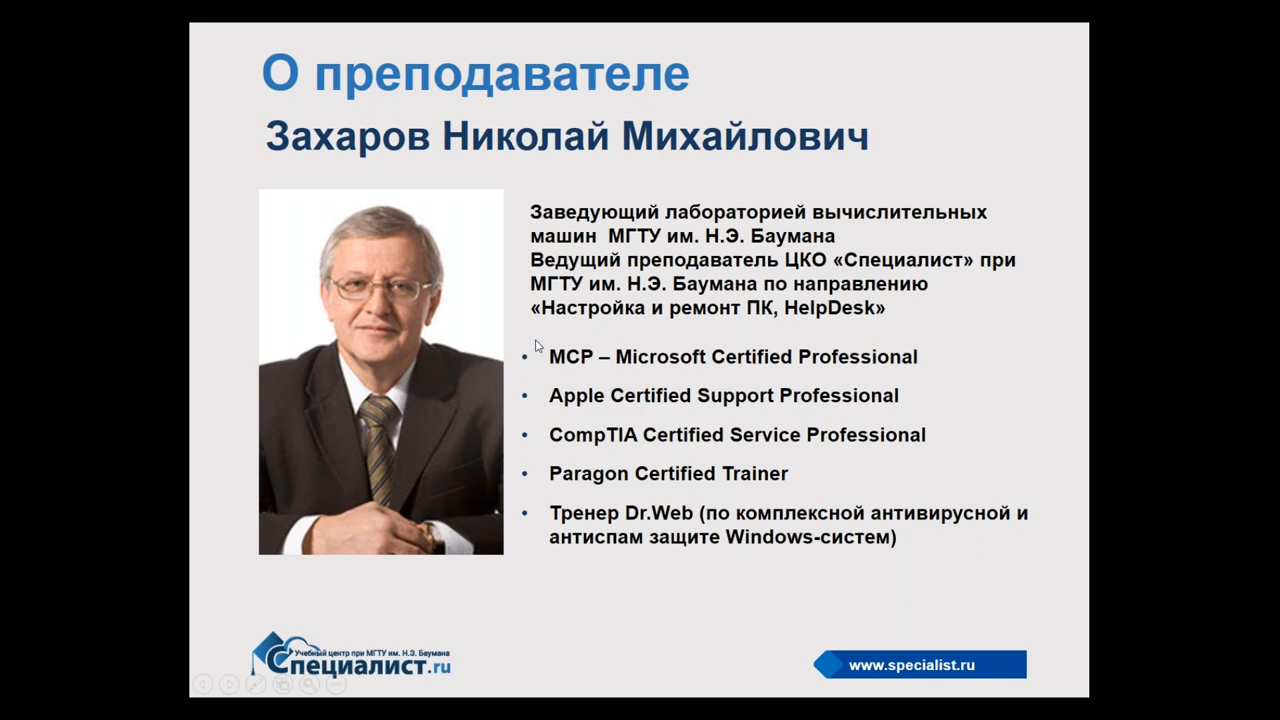 О преподавателе
Захаров Николай Михайлович
Заведующий лабораторией вычислительных
машин МГТУ им. Н.Э. Баумана
Ведущий преподаватель ЦКО «Специалист» при
МГТУ им. Н.Э. Баумана по направлению
«Настройка и ремонт ПК, HelpDesk»
• MCP – Microsoft Certified Professional
• Apple Certified Support Professional
• CompTIA Certified Service Professional
• Paragon Certified Trainer
• Тренер Dr.Web (по комплексной антивирусной и
антиспам защите Windows-систем)
Учебный центр при МГТУ им. Н.Э. Баумана
Специалист.ru
www.specialist.ru